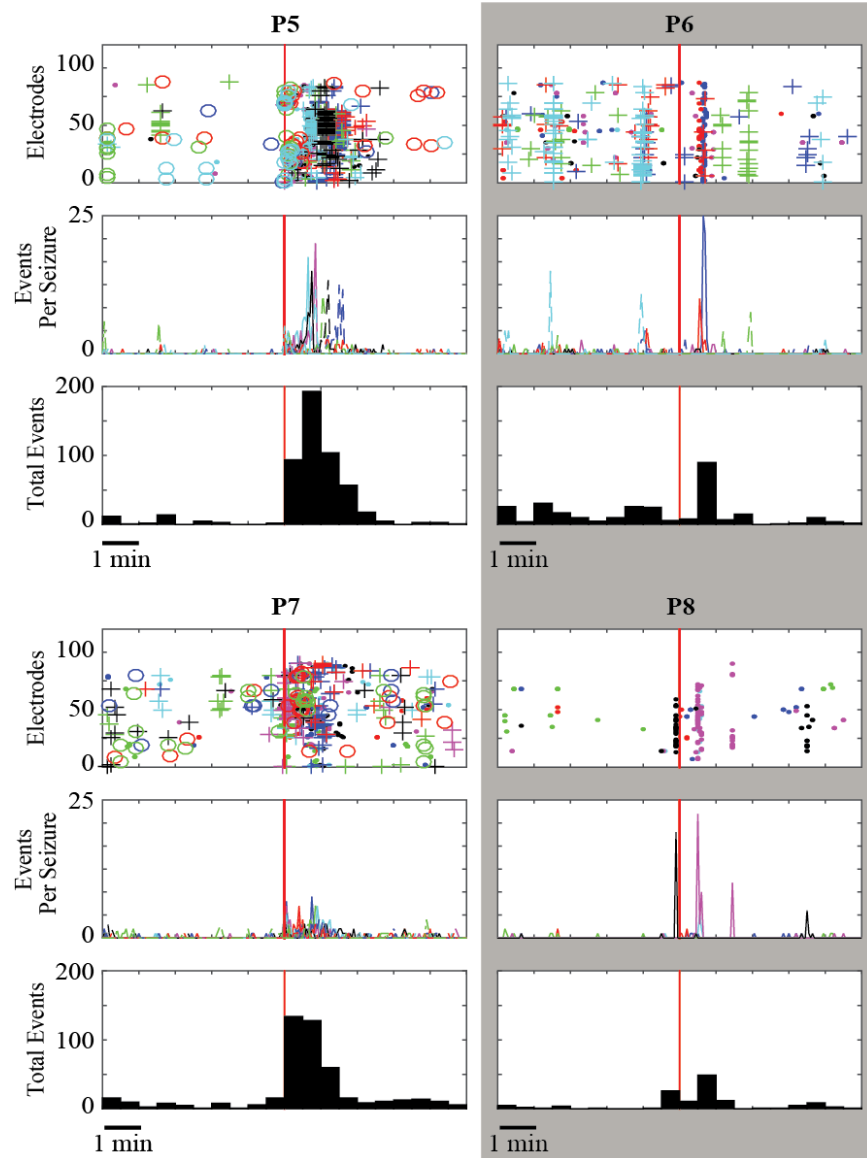 P5
P6
100
50
0
Electrodes
25
0
Events
Per Seizure
200
100
0
Total Events
1 min
1 min
P7
P8
100
50
0
Electrodes
25
0
Events
Per Seizure
200
100
0
Total Events
1 min
1 min